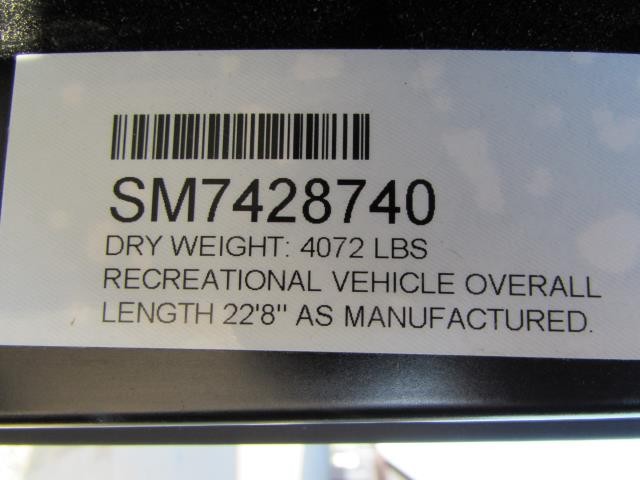 SM7428740
DRY WEIGHT: 4072 LBS
RECREATIONAL VEHICLE OVERALL
LENGTH 22'8" AS MANUFACTURED.